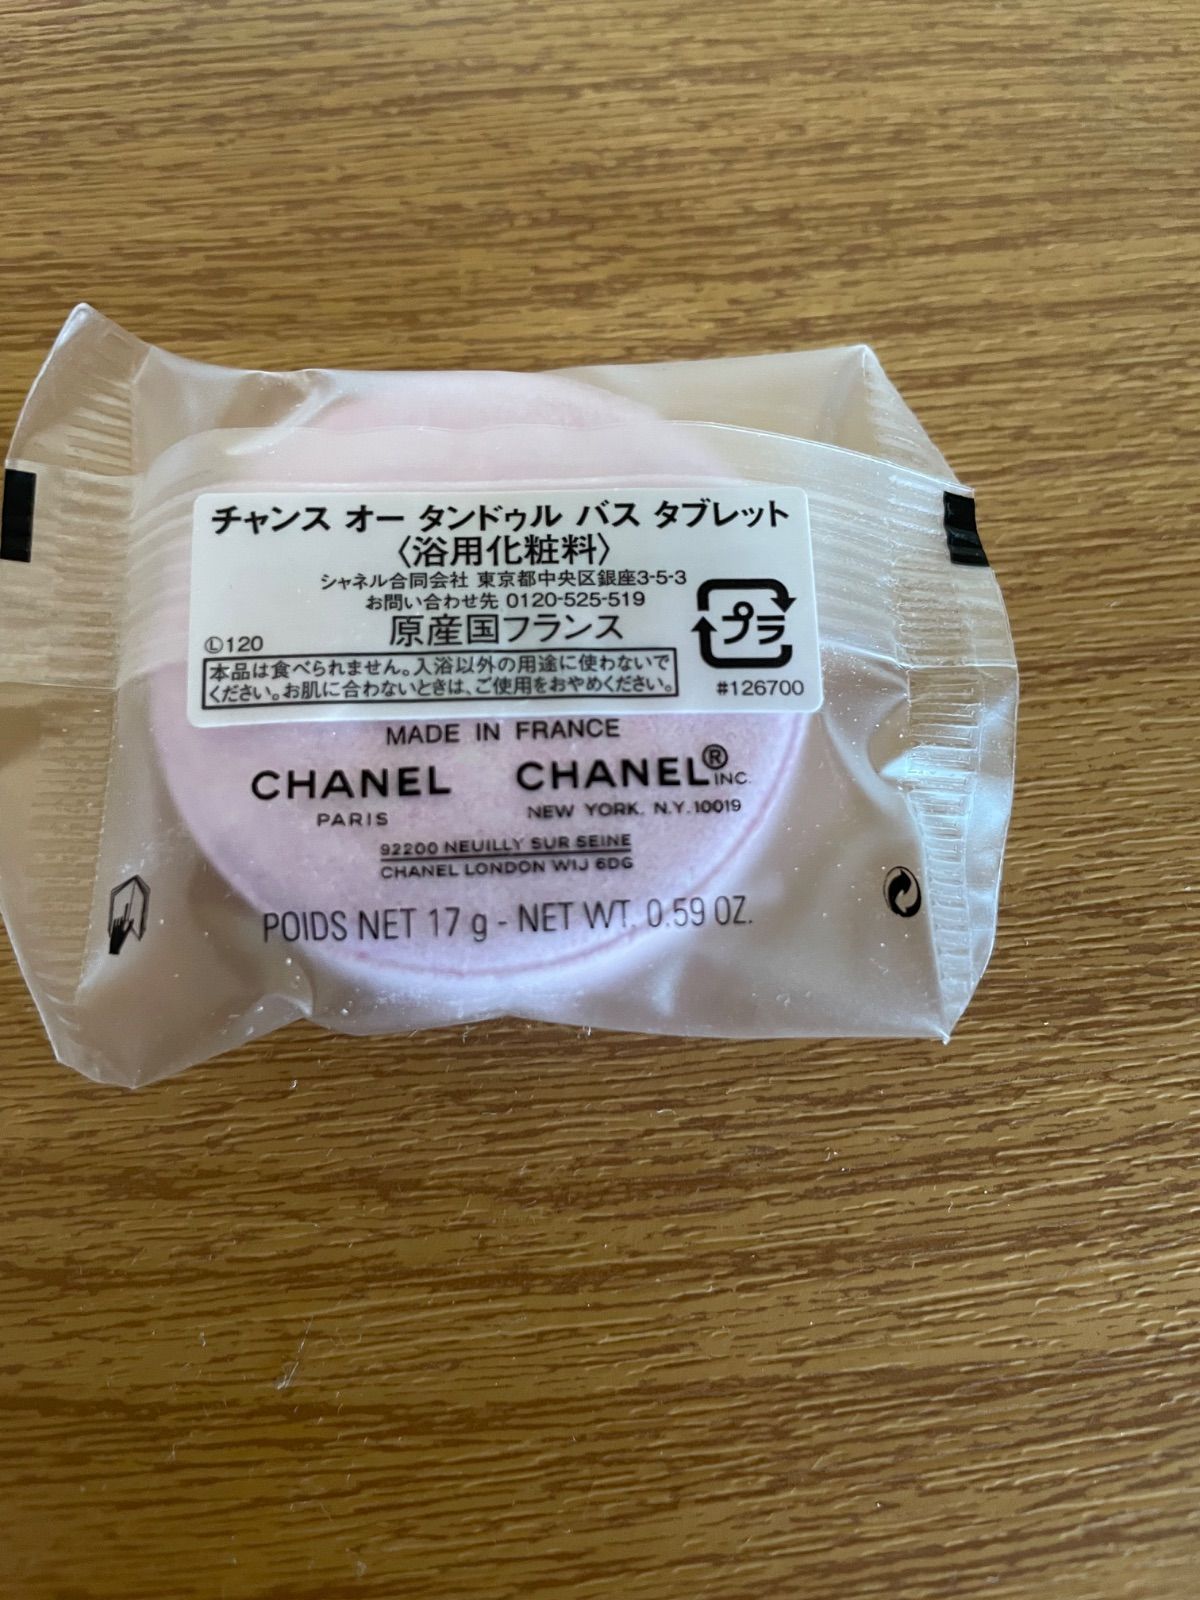 チャンス オー タンドゥル バス タブレット
〈浴用化粧料〉
シャネル合同会社 東京都中央区銀座3-5-3
お問い合わせ先 0120-525-519
原産国フランス
Ⓛ120
プラ
本品は食べられません。入浴以外の用途に使わないで
ください。お肌に合わないときは、ご使用をおやめください。
#126700
MADE IN FRANCE
CHANEL
PARIS
CHANEL® INC.
NEW YORK. N.Y. 10019
92200 NEUILLY SUR SEINE
CHANEL LONDON W1J 6DG
POIDS NET 17 g - NET WT. 0.59 OZ.